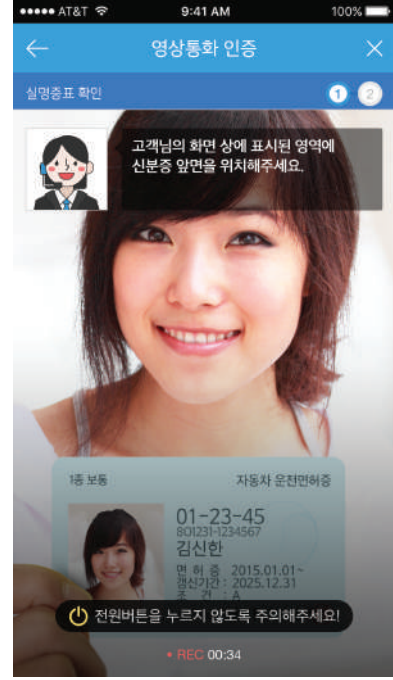 AT&T 9:41 AM 100%
영상통화 인증
실명증표 확인 1 2
고객님의 화면 상에 표시된 영역에
신분증 앞면을 위치해주세요.
1종 보통 자동차 운전면허증
01-23-45
801231-1234567
김신한
면 허 증 2015.01.01~
갱신기간 : 2025.12.31
조 건 : A
전원버튼을 누르지 않도록 주의해주세요!
• REC 00:34